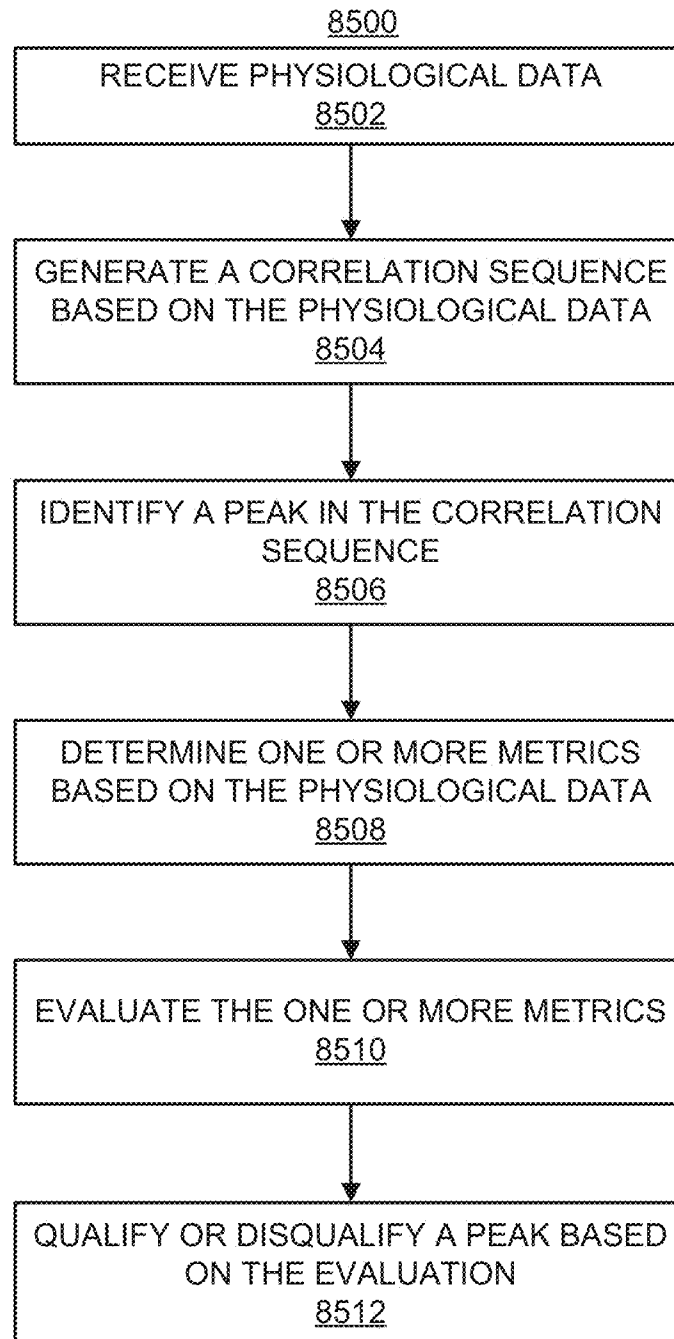 8500
RECEIVE PHYSIOLOGICAL DATA
8502
GENERATE A CORRELATION SEQUENCE
BASED ON THE PHYSIOLOGICAL DATA
8504
IDENTIFY A PEAK IN THE CORRELATION
SEQUENCE
8506
DETERMINE ONE OR MORE METRICS
BASED ON THE PHYSIOLOGICAL DATA
8508
EVALUATE THE ONE OR MORE METRICS
8510
QUALIFY OR DISQUALIFY A PEAK BASED
ON THE EVALUATION
8512